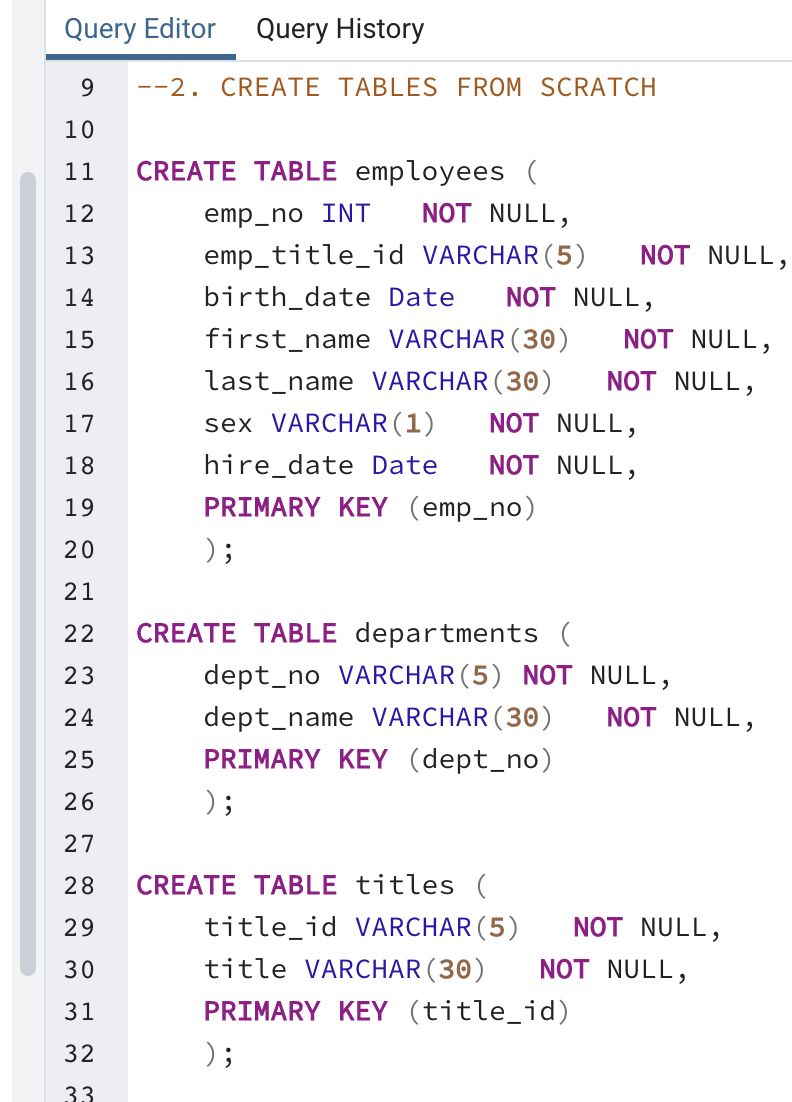 Query Editor Query History
9 --2. CREATE TABLES FROM SCRATCH
10
11 CREATE TABLE employees (
12 emp_no INT NOT NULL,
13 emp_title_id VARCHAR(5) NOT NULL,
14 birth_date Date NOT NULL,
15 first_name VARCHAR(30) NOT NULL,
16 last_name VARCHAR(30) NOT NULL,
17 sex VARCHAR(1) NOT NULL,
18 hire_date Date NOT NULL,
19 PRIMARY KEY (emp_no)
20 );
21
22 CREATE TABLE departments (
23 dept_no VARCHAR(5) NOT NULL,
24 dept_name VARCHAR(30) NOT NULL,
25 PRIMARY KEY (dept_no)
26 );
27
28 CREATE TABLE titles (
29 title_id VARCHAR(5) NOT NULL,
30 title VARCHAR(30) NOT NULL,
31 PRIMARY KEY (title_id)
32 );
33